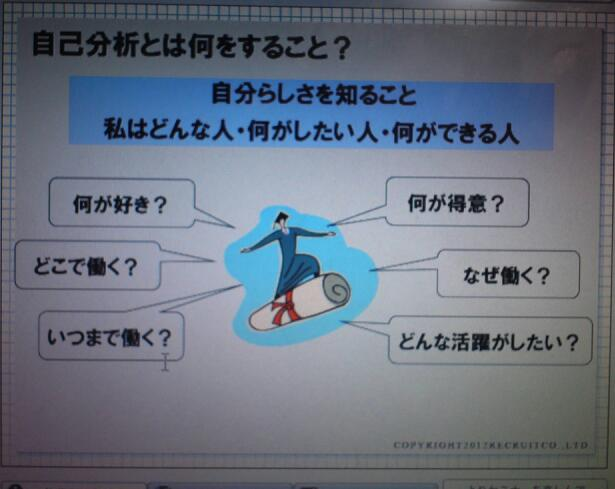 自己分析とは何をすること？
自分らしさを知ること
私はどんな人・何がしたい人・何ができる人
何が好き？
何が得意？
どこで働く？
なぜ働く？
いつまで働く？
どんな活躍がしたい？
COPYRIGHT2012RECRUITCO.,LTD